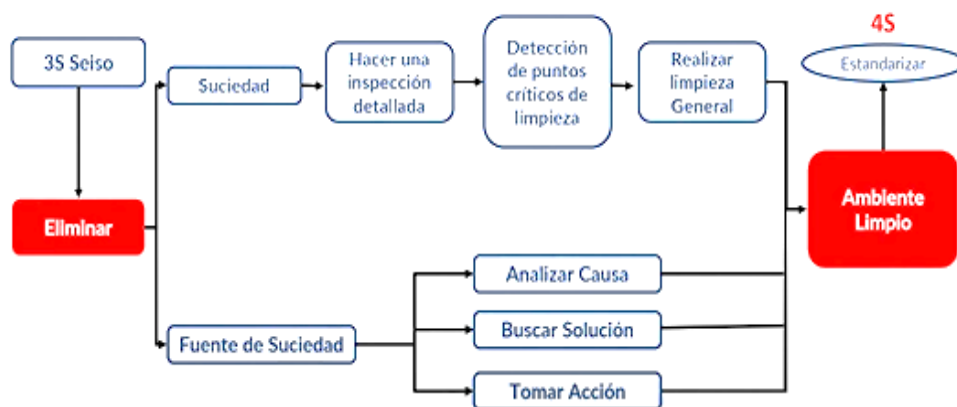 3S Seiso
Eliminar
Suciedad
Hacer una
inspección
detallada
Detección
de puntos
críticos de
limpieza
Realizar
limpieza
General
Fuente de Suciedad
Analizar Causa
Buscar Solución
Tomar Acción
Ambiente
Limpio
4S
Estandarizar